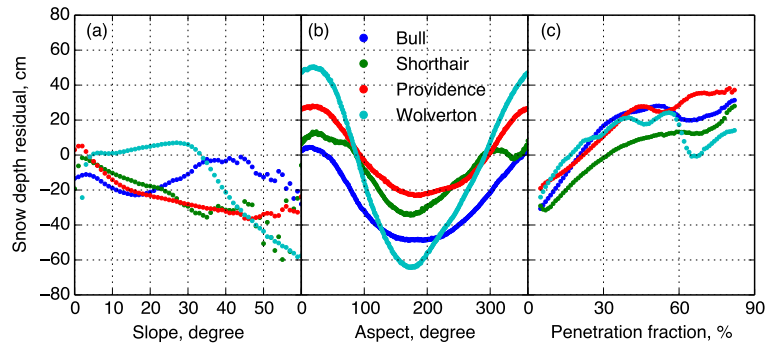 80
60
40
20
0
−20
−40
−60
−80
Snow depth residual, cm
(a)
(b)
(c)
Bull
Shorthair
Providence
Wolverton
0 10 20 30 40 50
0 100 200 300
0 30 60 90
Slope, degree
Aspect, degree
Penetration fraction, %